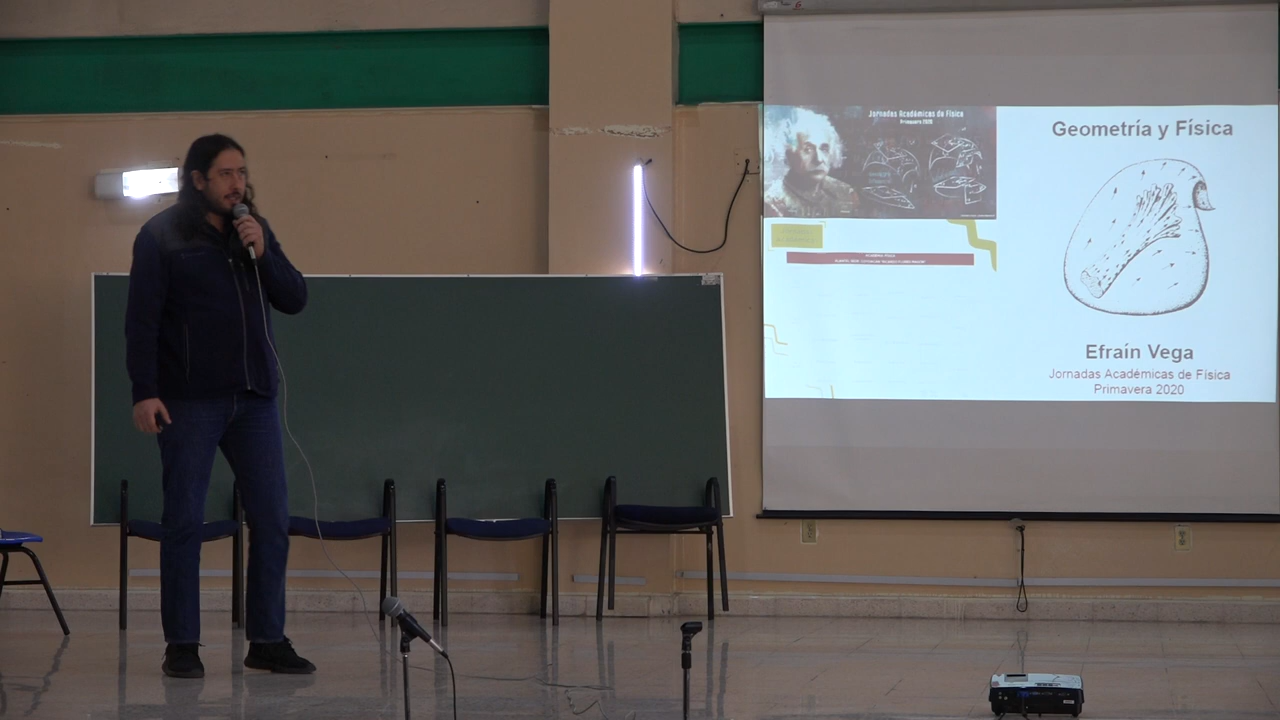 Jornadas Académicas de Física
Primavera 2020
Geometría y Física
Efraín Vega
Jornadas Académicas de Física
Primavera 2020